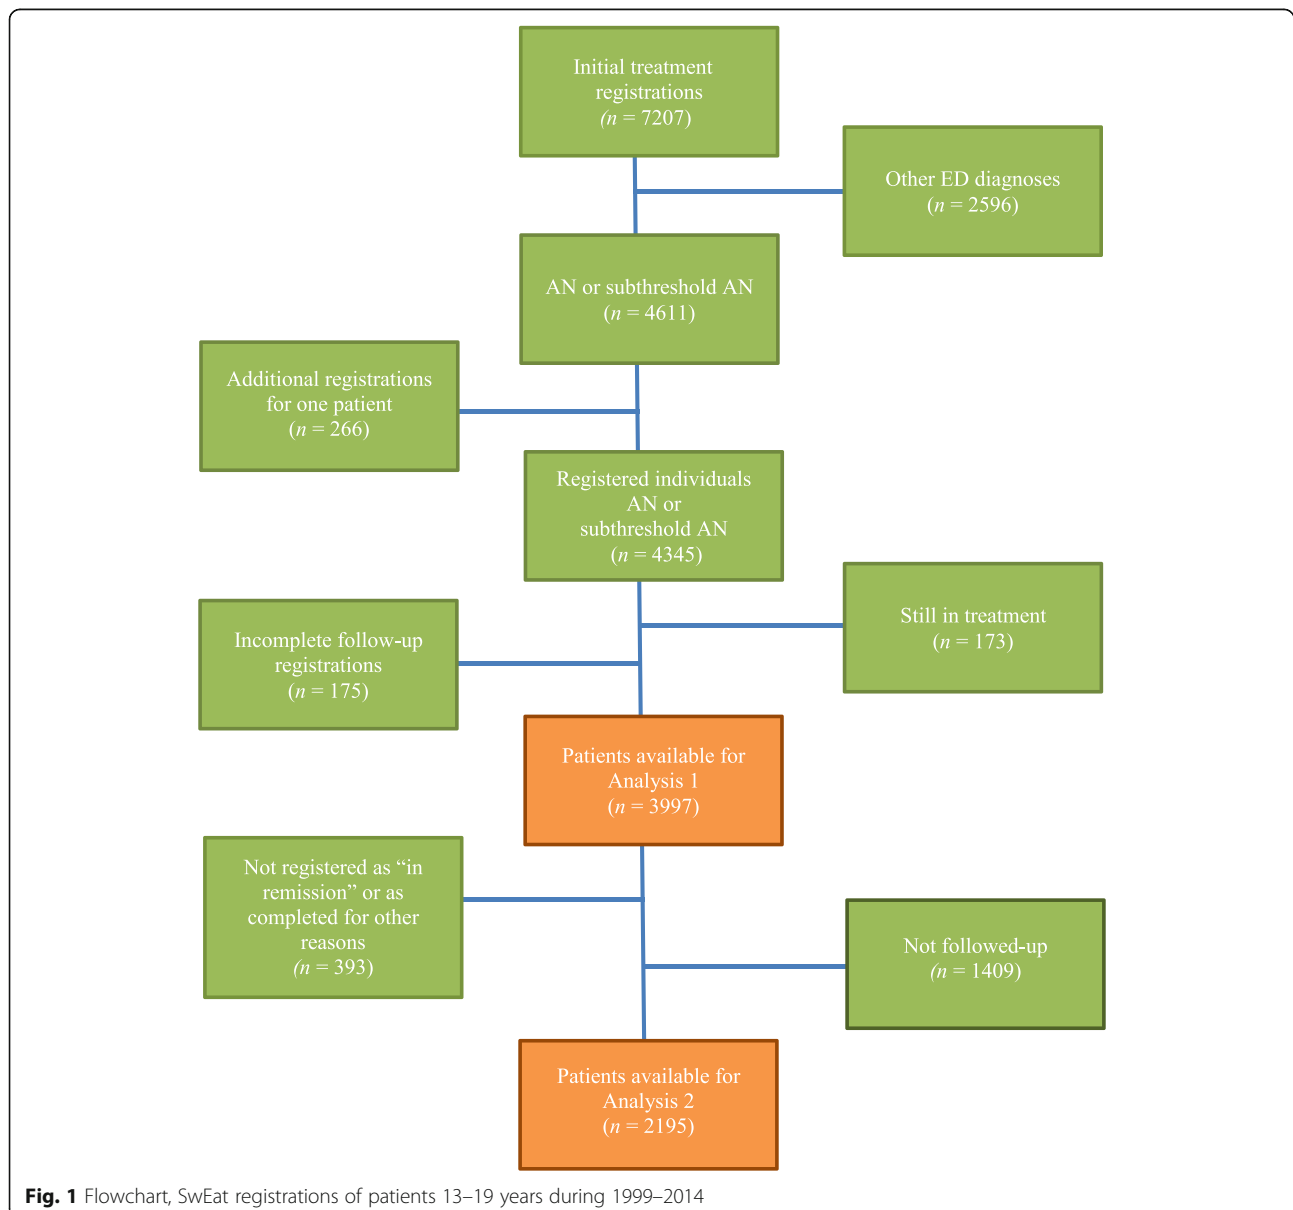 Initial treatment
registrations
(n = 7207)
Other ED diagnoses
(n = 2596)
AN or subthreshold AN
(n = 4611)
Additional registrations
for one patient
(n = 266)
Registered individuals
AN or
subthreshold AN
(n = 4345)
Still in treatment
(n = 173)
Incomplete follow-up
registrations
(n = 175)
Patients available for
Analysis 1
(n = 3997)
Not registered as “in
remission” or as
completed for other
reasons
(n = 393)
Not followed-up
(n = 1409)
Patients available for
Analysis 2
(n = 2195)
Fig. 1 Flowchart, SwEat registrations of patients 13–19 years during 1999–2014